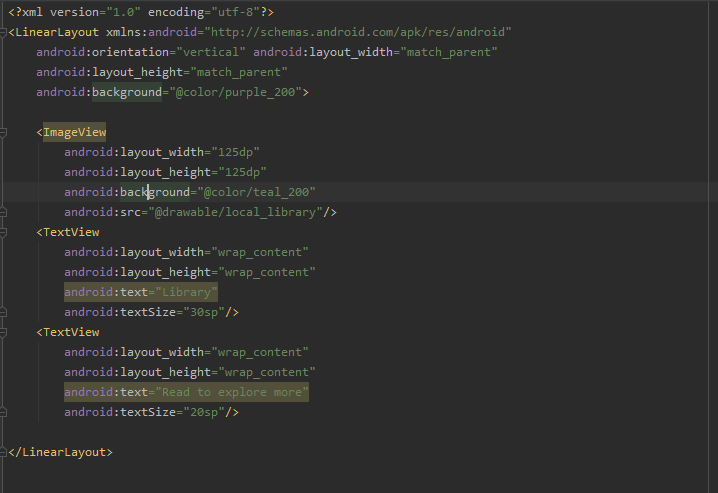 <?xml version="1.0" encoding="utf-8"?>
<LinearLayout xmlns:android="http://schemas.android.com/apk/res/android"
    android:orientation="vertical" android:layout_width="match_parent"
    android:layout_height="match_parent"
    android:background="@color/purple_200">
    <ImageView
        android:layout_width="125dp"
        android:layout_height="125dp"
        android:background="@color/teal_200"
        android:src="@drawable/local_library"/>
    <TextView
        android:layout_width="wrap_content"
        android:layout_height="wrap_content"
        android:text="Library"
        android:textSize="30sp"/>
    <TextView
        android:layout_width="wrap_content"
        android:layout_height="wrap_content"
        android:text="Read to explore more"
        android:textSize="20sp"/>
</LinearLayout>